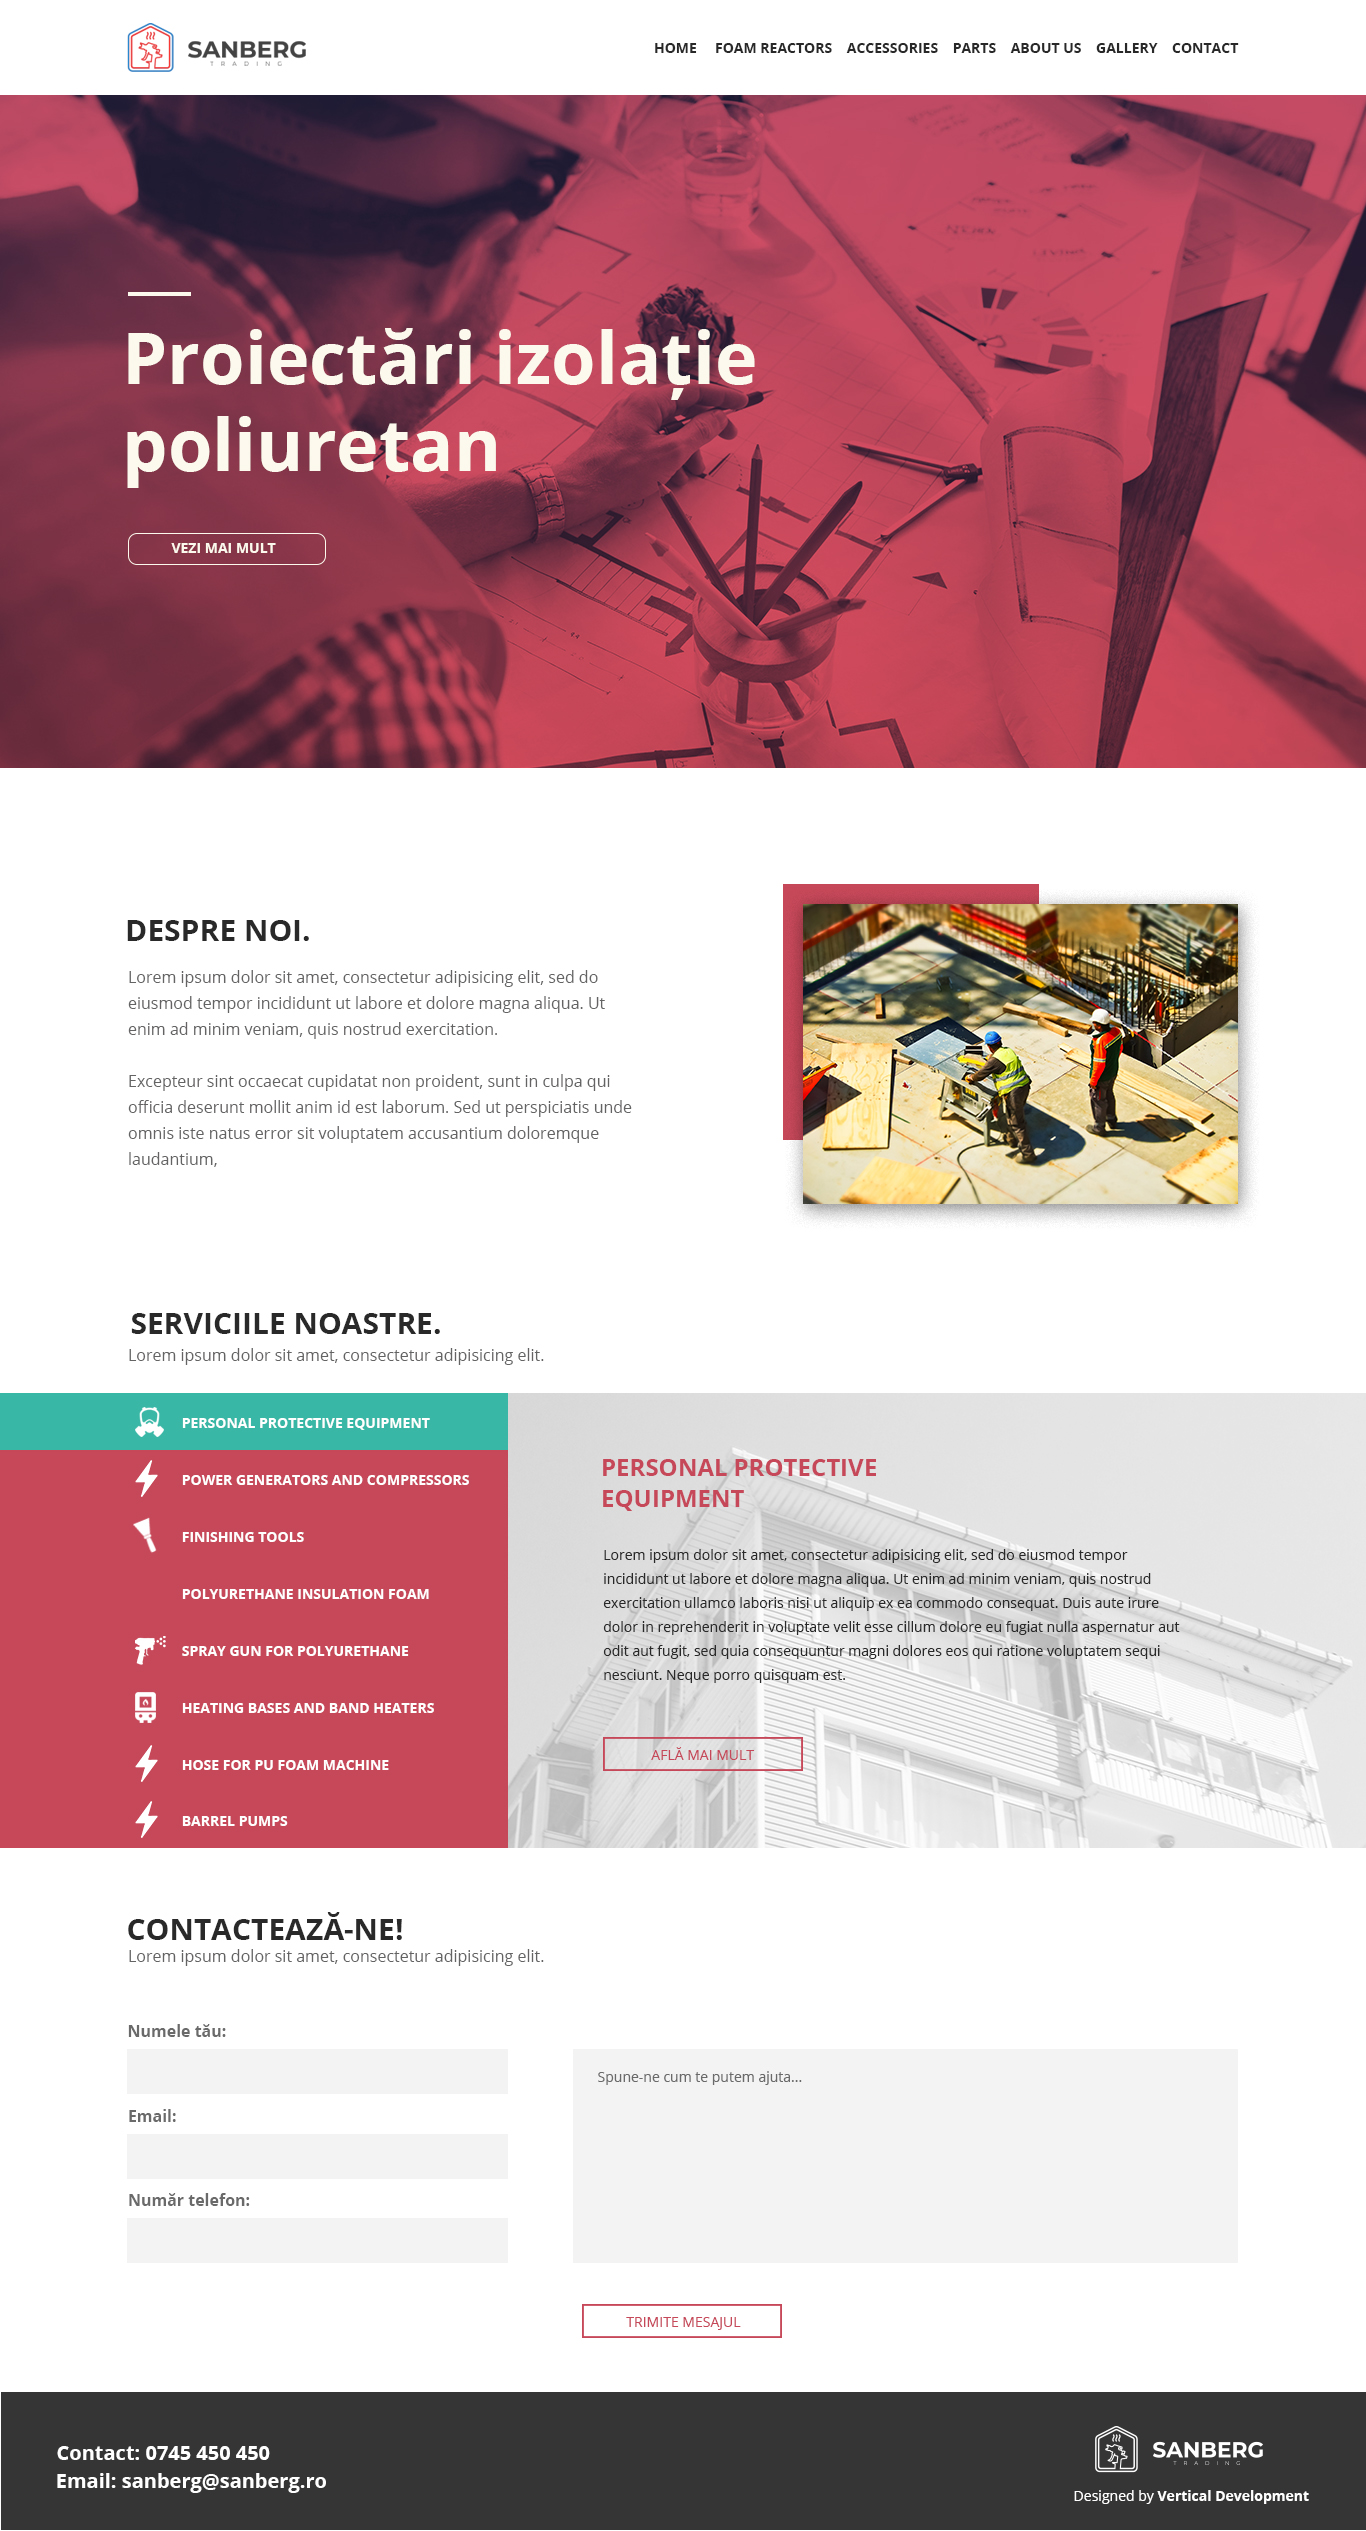 SANBERG
TRADING
HOME FOAM REACTORS ACCESSORIES PARTS ABOUT US GALLERY CONTACT
Proiectări izolație
poliuretan
VEZI MAI MULT
DESPRE NOI.
Lorem ipsum dolor sit amet, consectetur adipisicing elit, sed do
eiusmod tempor incididunt ut labore et dolore magna aliqua. Ut
enim ad minim veniam, quis nostrud exercitation.
Excepteur sint occaecat cupidatat non proident, sunt in culpa qui
officia deserunt mollit anim id est laborum. Sed ut perspiciatis unde
omnis iste natus error sit voluptatem accusantium doloremque
laudantium,
SERVICIILE NOASTRE.
Lorem ipsum dolor sit amet, consectetur adipisicing elit.
PERSONAL PROTECTIVE EQUIPMENT
POWER GENERATORS AND COMPRESSORS
FINISHING TOOLS
POLYURETHANE INSULATION FOAM
SPRAY GUN FOR POLYURETHANE
HEATING BASES AND BAND HEATERS
HOSE FOR PU FOAM MACHINE
BARREL PUMPS
PERSONAL PROTECTIVE
EQUIPMENT
Lorem ipsum dolor sit amet, consectetur adipisicing elit, sed do eiusmod tempor
incididunt ut labore et dolore magna aliqua. Ut enim ad minim veniam, quis nostrud
exercitation ullamco laboris nisi ut aliquip ex ea commodo consequat. Duis aute irure
dolor in reprehenderit in voluptate velit esse cillum dolore eu fugiat nulla aspernatur aut
odit aut fugit, sed quia consequuntur magni dolores eos qui ratione voluptatem sequi
nesciunt. Neque porro quisquam est.
AFLĂ MAI MULT
CONTACTEAZĂ-NE!
Lorem ipsum dolor sit amet, consectetur adipisicing elit.
Numele tău:
Spune-ne cum te putem ajuta...
Email:
Număr telefon:
TRIMITE MESAJUL
Contact: 0745 450 450
Email: sanberg@sanberg.ro
SANBERG
TRADING
Designed by Vertical Development